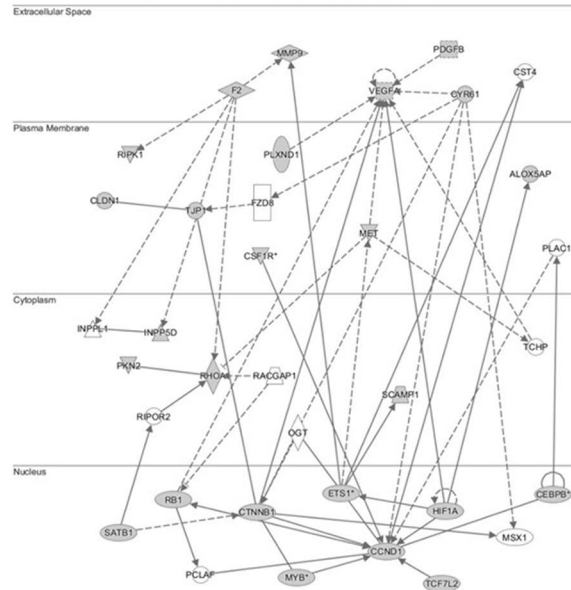 Extracellular Space
MMP9
PDGFB
CST4
F2
VEGFA
CYR61
Plasma Membrane
RIPK1
PLXND1
ALOX5AP
CLDN1
TJP1
FZD8
MET
CSF1R*
PLAC1
Cytoplasm
INPPL1
INPP5D
TCHP
PKN2
RHOA
RACGAP1
SCAMP1
RIPOR2
OGT
Nucleus
RB1
ETS1*
CEBPB*
CTNNB1
HIF1A
SATB1
MSX1
CCND1
PCLAF
MYB*
TCF7L2